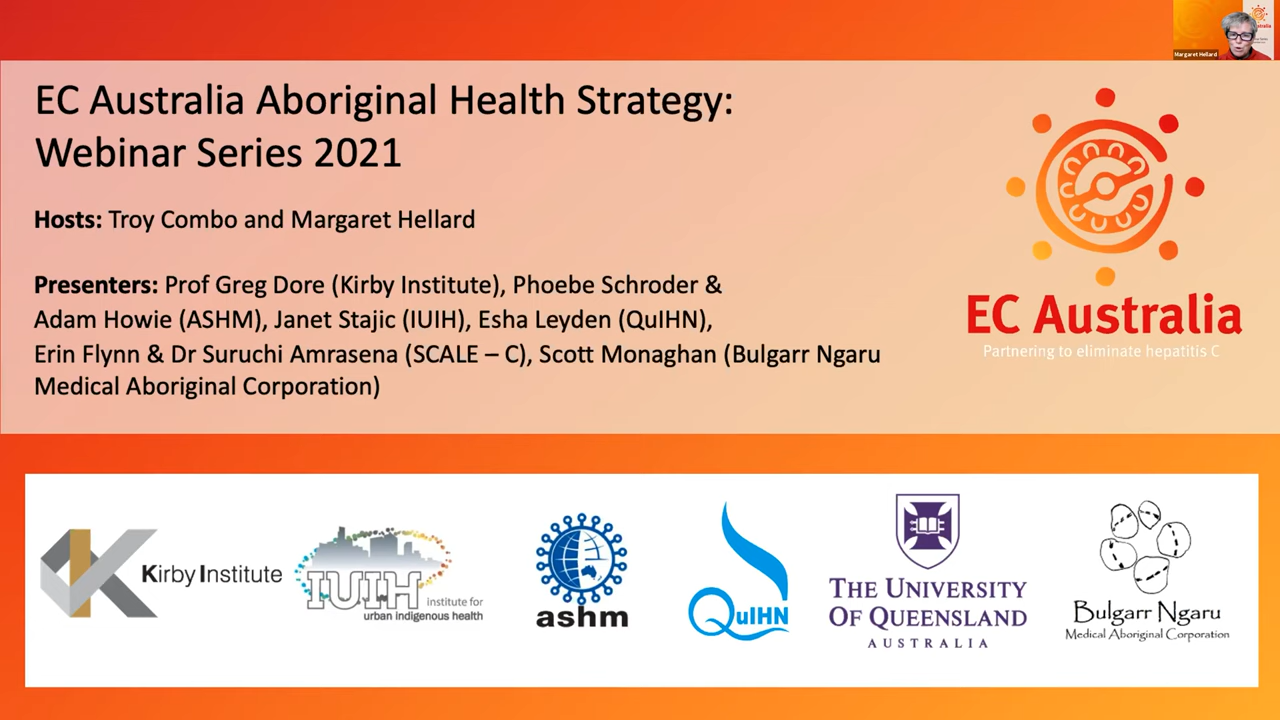 Margaret Hellard
EC Australia Aboriginal Health Strategy:
Webinar Series 2021
Hosts: Troy Combo and Margaret Hellard
Presenters: Prof Greg Dore (Kirby Institute), Phoebe Schroder &
Adam Howie (ASHM), Janet Stajic (IUIH), Esha Leyden (QuIHN),
Erin Flynn & Dr Suruchi Amrasena (SCALE – C), Scott Monaghan (Bulgarr Ngaru
Medical Aboriginal Corporation)
EC Australia
Partnering to eliminate hepatitis C
Kirby Institute
IUIH
institute for
urban indigenous health
ashm
QuIHN
THE UNIVERSITY
OF QUEENSLAND
AUSTRALIA
Bulgarr Ngaru
Medical Aboriginal Corporation